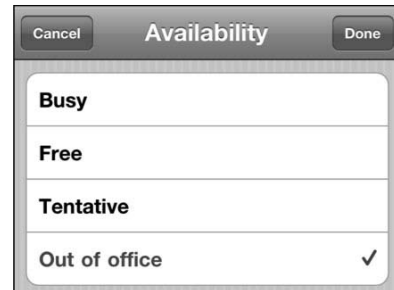 Cancel Availability Done
Busy
Free
Tentative
Out of office